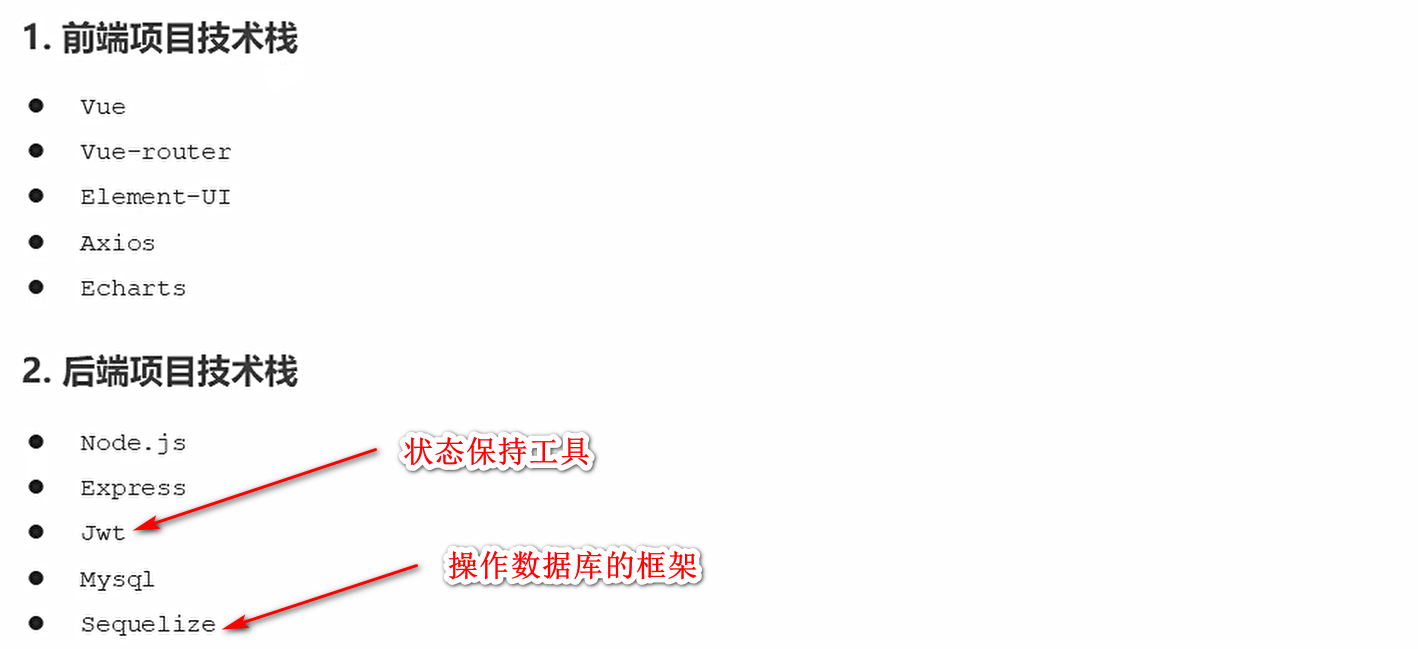 1. 前端项目技术栈
Vue
Vue-router
Element-UI
Axios
Echarts
2. 后端项目技术栈
Node.js
状态保持工具
Express
Jwt
操作数据库的框架
Mysql
Sequelize